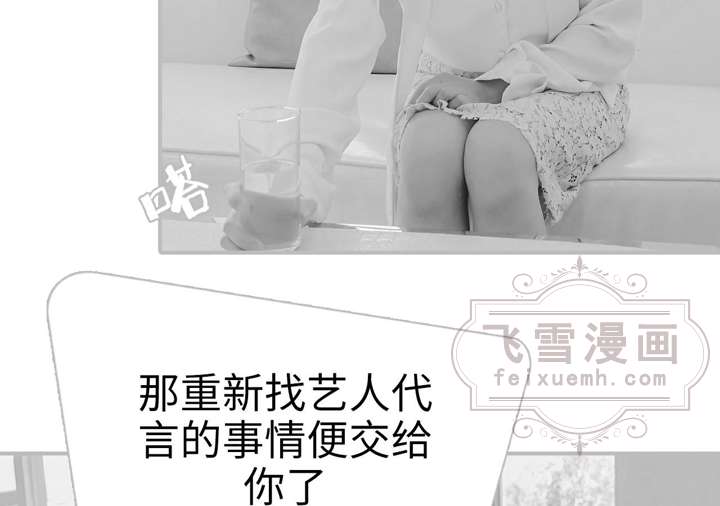 嗒
飞雪漫画
feixuemh.com
那重新找艺人代
言的事情便交给
你了